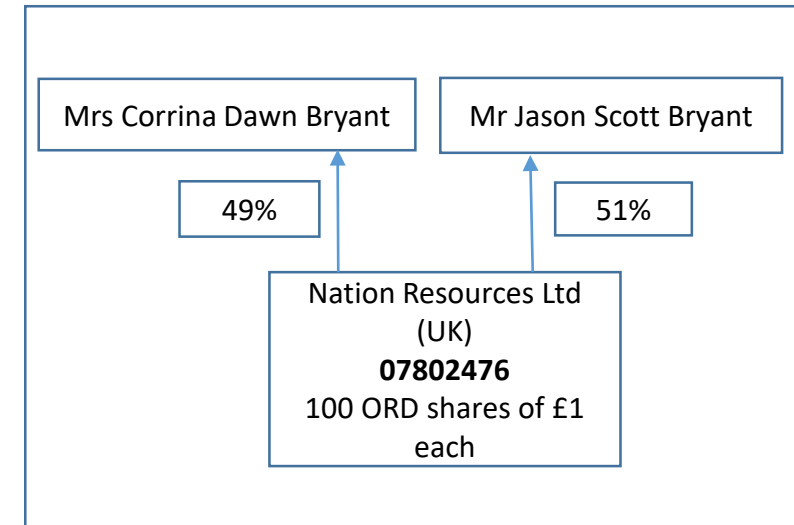 Mrs Corrina Dawn Bryant
Mr Jason Scott Bryant
49%
51%
Nation Resources Ltd
(UK)
07802476
100 ORD shares of £1
each